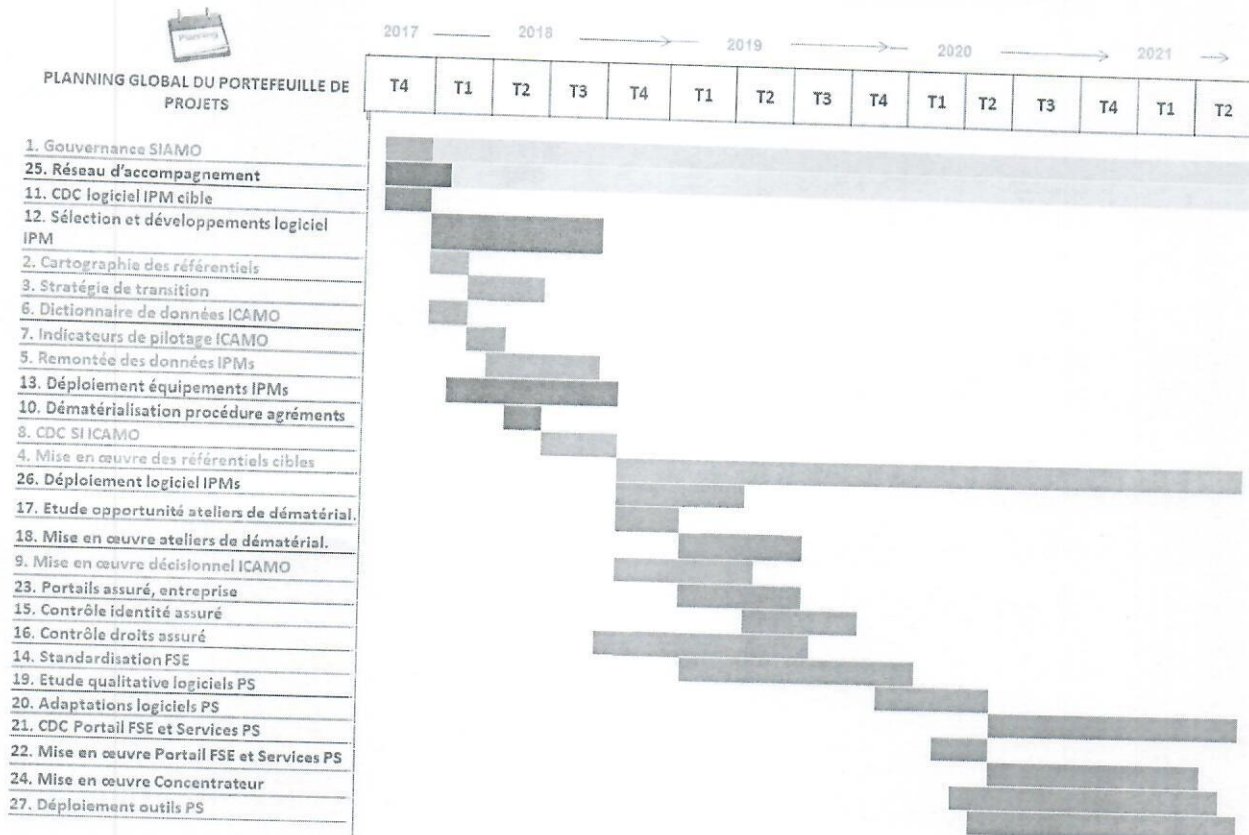 Planning
2017 2018 2019 2020 2021
PLANNING GLOBAL DU PORTEFEUILLE DE
PROJETS
T4 T1 T2 T3 T4 T1 T2 T3 T4 T1 T2 T3 T4 T1 T2
1. Gouvernance SIAMO
25. Réseau d'accompagnement
11. CDC logiciel IPM cible
12. Sélection et développements logiciel
IPM
2. Cartographie des référentiels
3. Stratégie de transition
6. Dictionnaire de données ICAMO
7. Indicateurs de pilotage ICAMO
5. Remontée des données IPMs
13. Déploiement équipements IPMs
10. Dématérialisation procédure agréments
8. CDC SI ICAMO
4. Mise en œuvre des référentiels cibles
26. Déploiement logiciel IPMs
17. Etude opportunité ateliers de dématérial.
18. Mise en œuvre ateliers de dématérial.
9. Mise en œuvre décisionnel ICAMO
23. Portails assuré, entreprise
15. Contrôle identité assuré
16. Contrôle droits assuré
14. Standardisation FSE
19. Etude qualitative logiciels PS
20. Adaptations logiciels PS
21. CDC Portail FSE et Services PS
22. Mise en œuvre Portail FSE et Services PS
24. Mise en œuvre Concentrateur
27. Déploiement outils PS